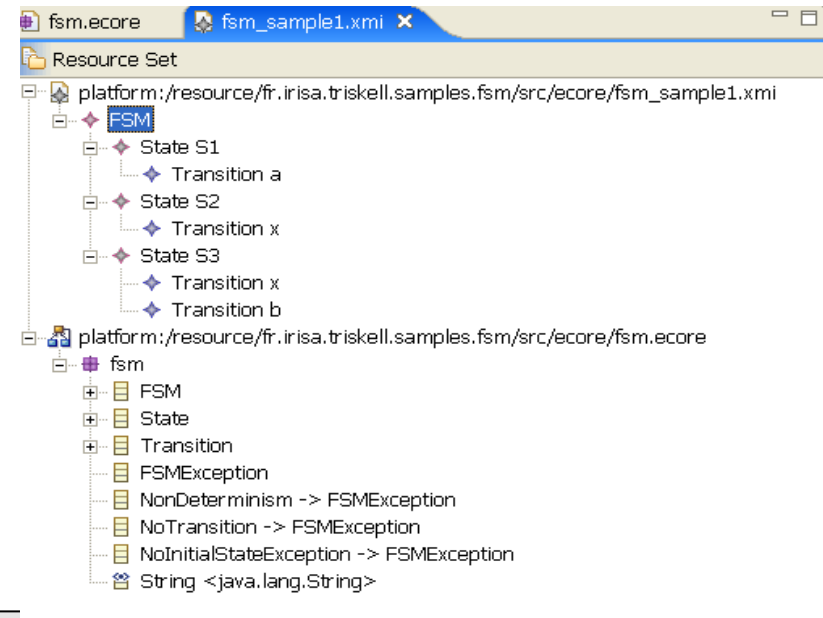 fsm.ecore fsm_sample1.xmi
Resource Set
platform:/resource/fr.irisa.triskell.samples.fsm/src/ecore/fsm_sample1.xmi
FSM
State S1
Transition a
State S2
Transition x
State S3
Transition x
Transition b
platform:/resource/fr.irisa.triskell.samples.fsm/src/ecore/fsm.ecore
fsm
FSM
State
Transition
FSMException
NonDeterminism -> FSMException
NoTransition -> FSMException
NoInitialStateException -> FSMException
String <java.lang.String>